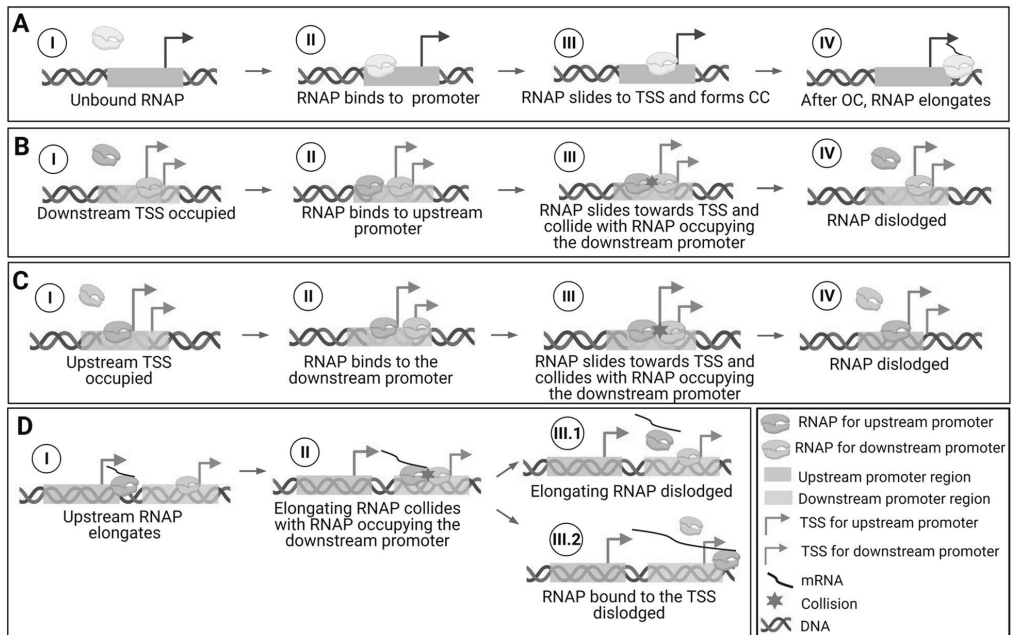 A
I
II
III
IV
Unbound RNAP
RNAP binds to promoter
RNAP slides to TSS and forms CC
After OC, RNAP elongates
B
I
II
III
IV
Downstream TSS occupied
RNAP binds to upstream
promoter
RNAP slides towards TSS and
collide with RNAP occupying
the downstream promoter
RNAP dislodged
C
I
II
III
IV
Upstream TSS
occupied
RNAP binds to the
downstream promoter
RNAP slides towards TSS and
collides with RNAP occupying
the downstream promoter
RNAP dislodged
D
I
II
III.1
Upstream RNAP
elongates
Elongating RNAP collides
with RNAP occupying the
downstream promoter
Elongating RNAP dislodged
III.2
RNAP bound to the TSS
dislodged
RNAP for upstream promoter
RNAP for downstream promoter
Upstream promoter region
Downstream promoter region
TSS for upstream promoter
TSS for downstream promoter
mRNA
Collision
DNA